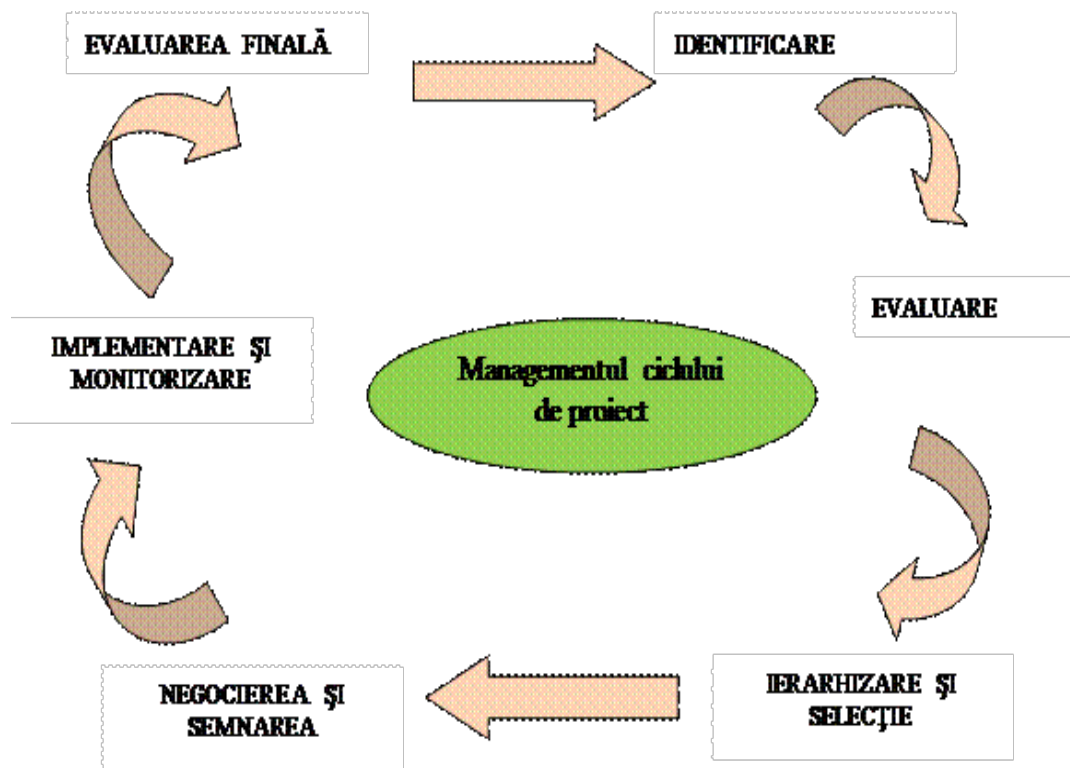 EVALUAREA FINALĂ
IDENTIFICARE
EVALUARE
IMPLEMENTARE ŞI
MONITORIZARE
Managementul ciclului
de proiect
NEGOCIEREA ŞI
SEMNAREA
IERARHIZARE ŞI
SELECŢIE